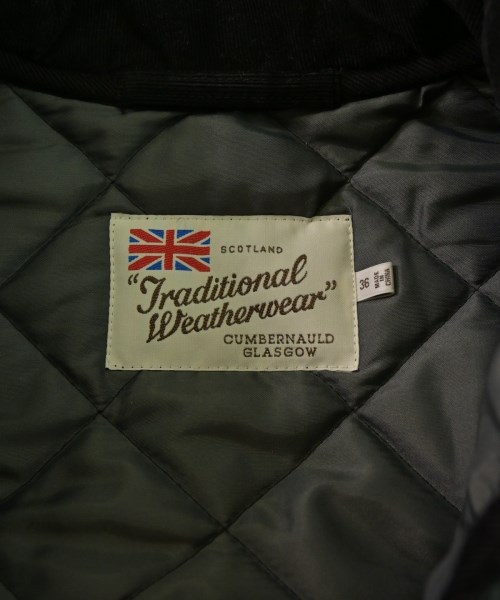 SCOTLAND
"Traditional
Weatherwear"
CUMBERNAULD
GLASGOW
36
MADE
IN
CHINA